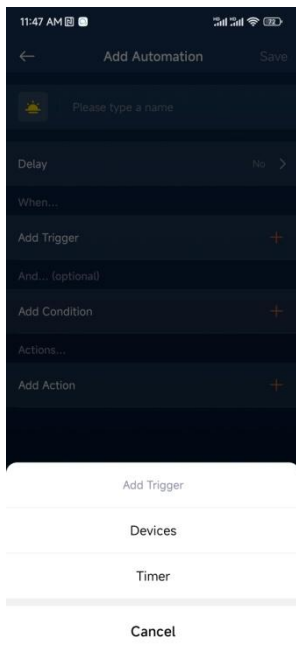 11:47 AM
72
Add Automation
Save
Please type a name
Delay
No
When...
Add Trigger
And... (optional)
Add Condition
Actions...
Add Action
Add Trigger
Devices
Timer
Cancel